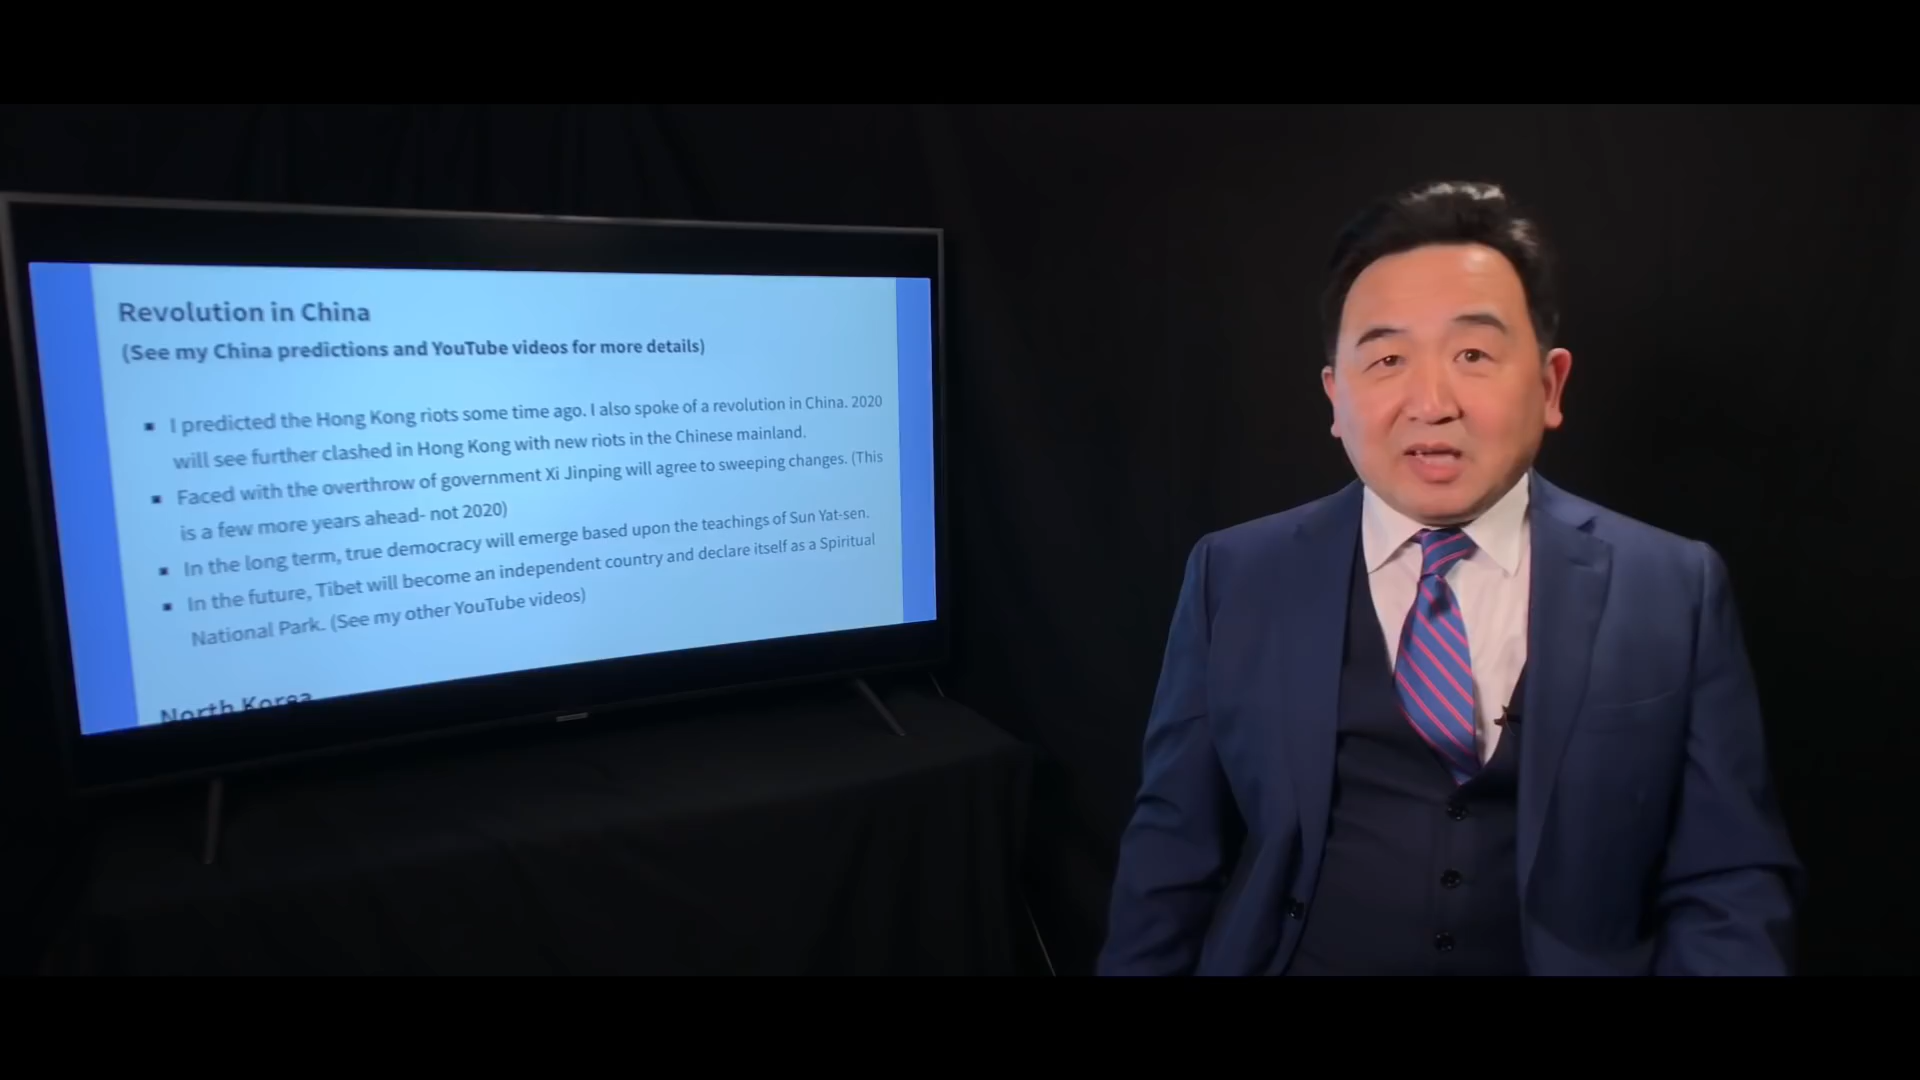 Revolution in China
(See my China predictions and YouTube videos for more details)
▪ I predicted the Hong Kong riots some time ago. I also spoke of a revolution in China. 2020
will see further clashed in Hong Kong with new riots in the Chinese mainland.
▪ Faced with the overthrow of government Xi Jinping will agree to sweeping changes. (This
is a few more years ahead- not 2020)
▪ In the long term, true democracy will emerge based upon the teachings of Sun Yat-sen.
▪ In the future, Tibet will become an independent country and declare itself as a Spiritual
National Park. (See my other YouTube videos)
North Korea